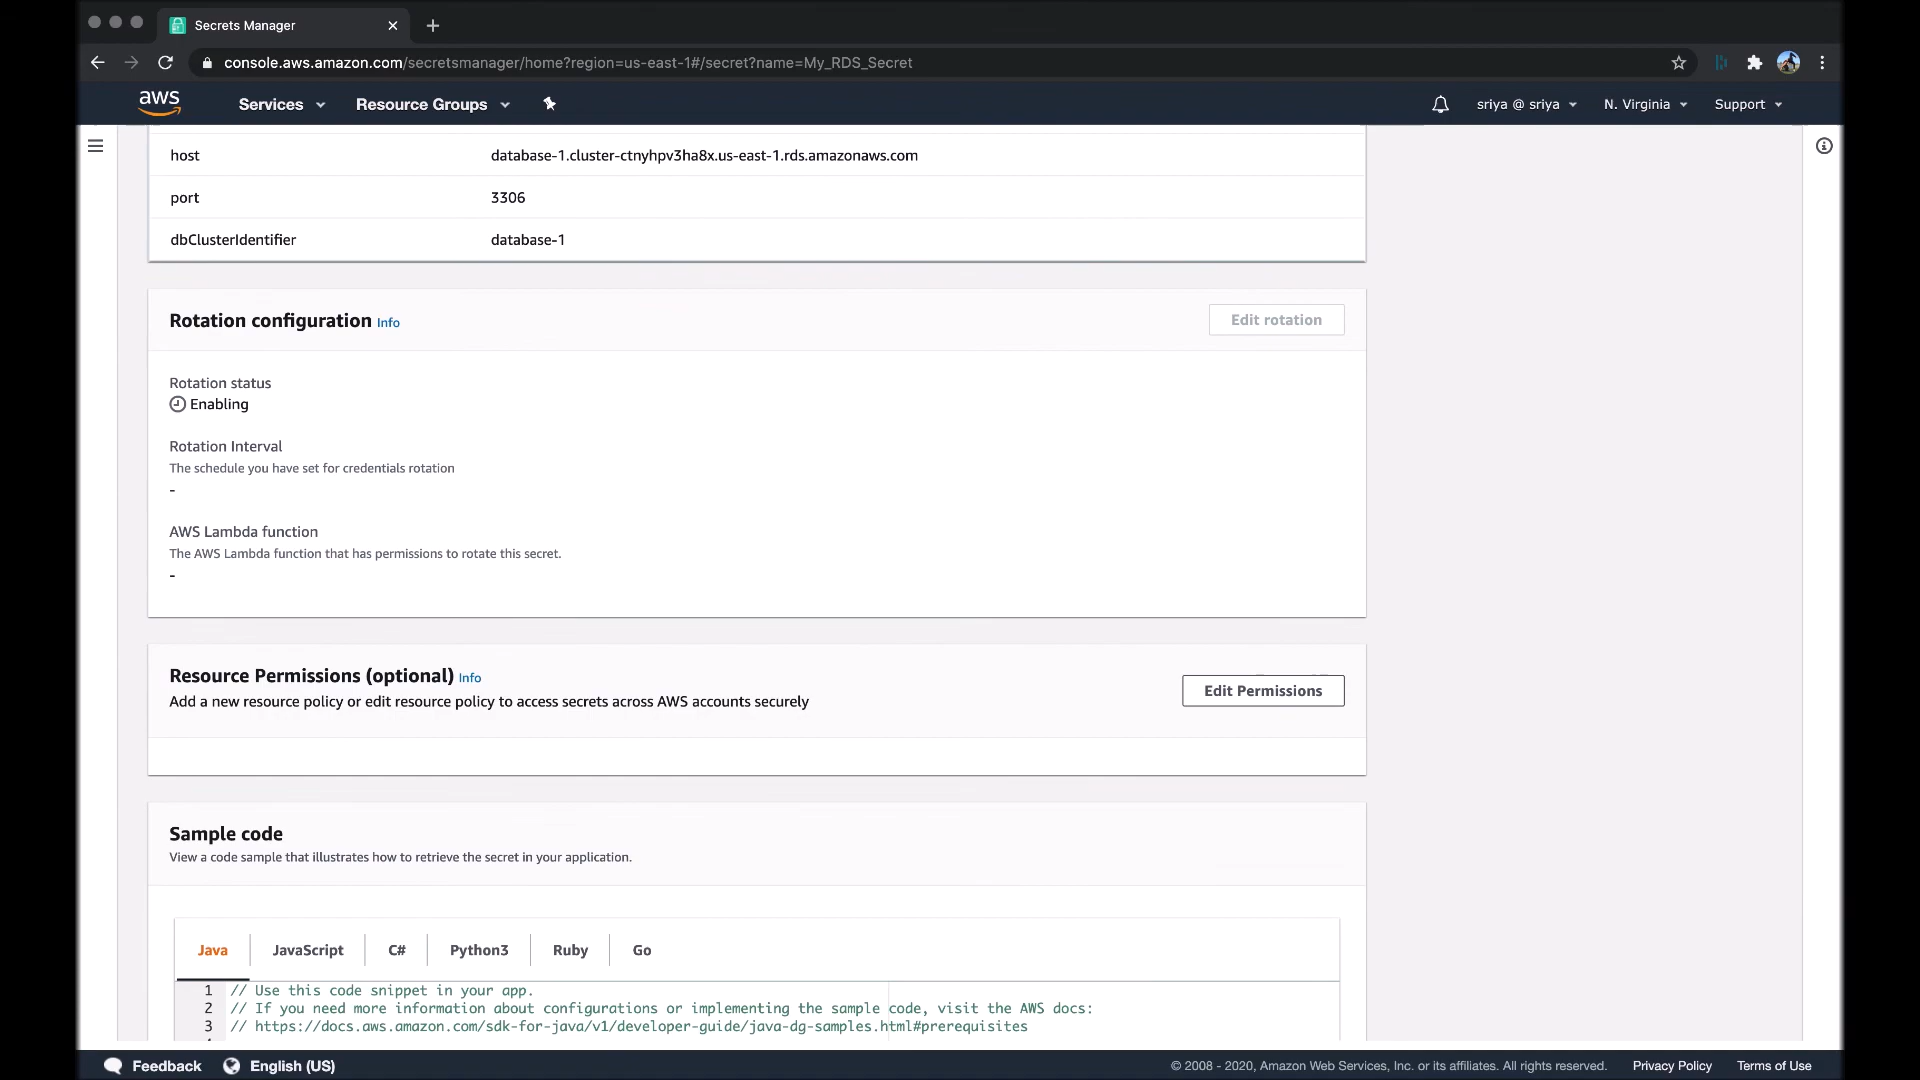 Secrets Manager
console.aws.amazon.com/secretsmanager/home?region=us-east-1#/secret?name=My_RDS_Secret
aws Services Resource Groups sriya @ sriya N. Virginia Support
host database-1.cluster-ctnyhpv3ha8x.us-east-1.rds.amazonaws.com
port 3306
dbClusterIdentifier database-1
Rotation configuration Info Edit rotation
Rotation status
Enabling
Rotation Interval
The schedule you have set for credentials rotation
-
AWS Lambda function
The AWS Lambda function that has permissions to rotate this secret.
-
Resource Permissions (optional) Info
Add a new resource policy or edit resource policy to access secrets across AWS accounts securely
Edit Permissions
Sample code
View a code sample that illustrates how to retrieve the secret in your application.
Java JavaScript C# Python3 Ruby Go
1 // Use this code snippet in your app.
2 // If you need more information about configurations or implementing the sample code, visit the AWS docs:
3 // https://docs.aws.amazon.com/sdk-for-java/v1/developer-guide/java-dg-samples.html#prerequisites
Feedback English (US) © 2008 - 2020, Amazon Web Services, Inc. or its affiliates. All rights reserved. Privacy Policy Terms of Use